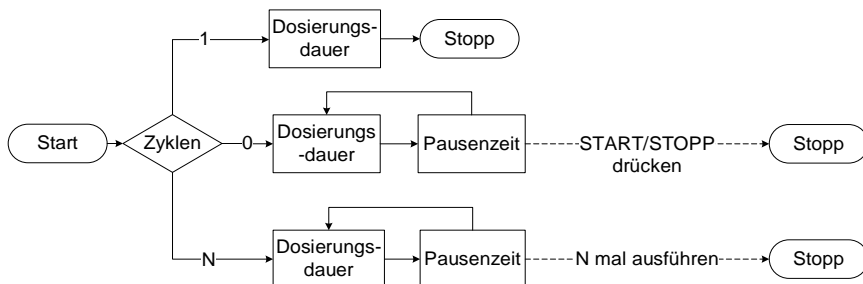 1
Dosierungs-
dauer
Stopp
Start
Zyklen
0
Dosierungs
-dauer
Pausenzeit
START/STOPP
drücken
Stopp
N
Dosierungs-
dauer
Pausenzeit
N mal ausführen
Stopp